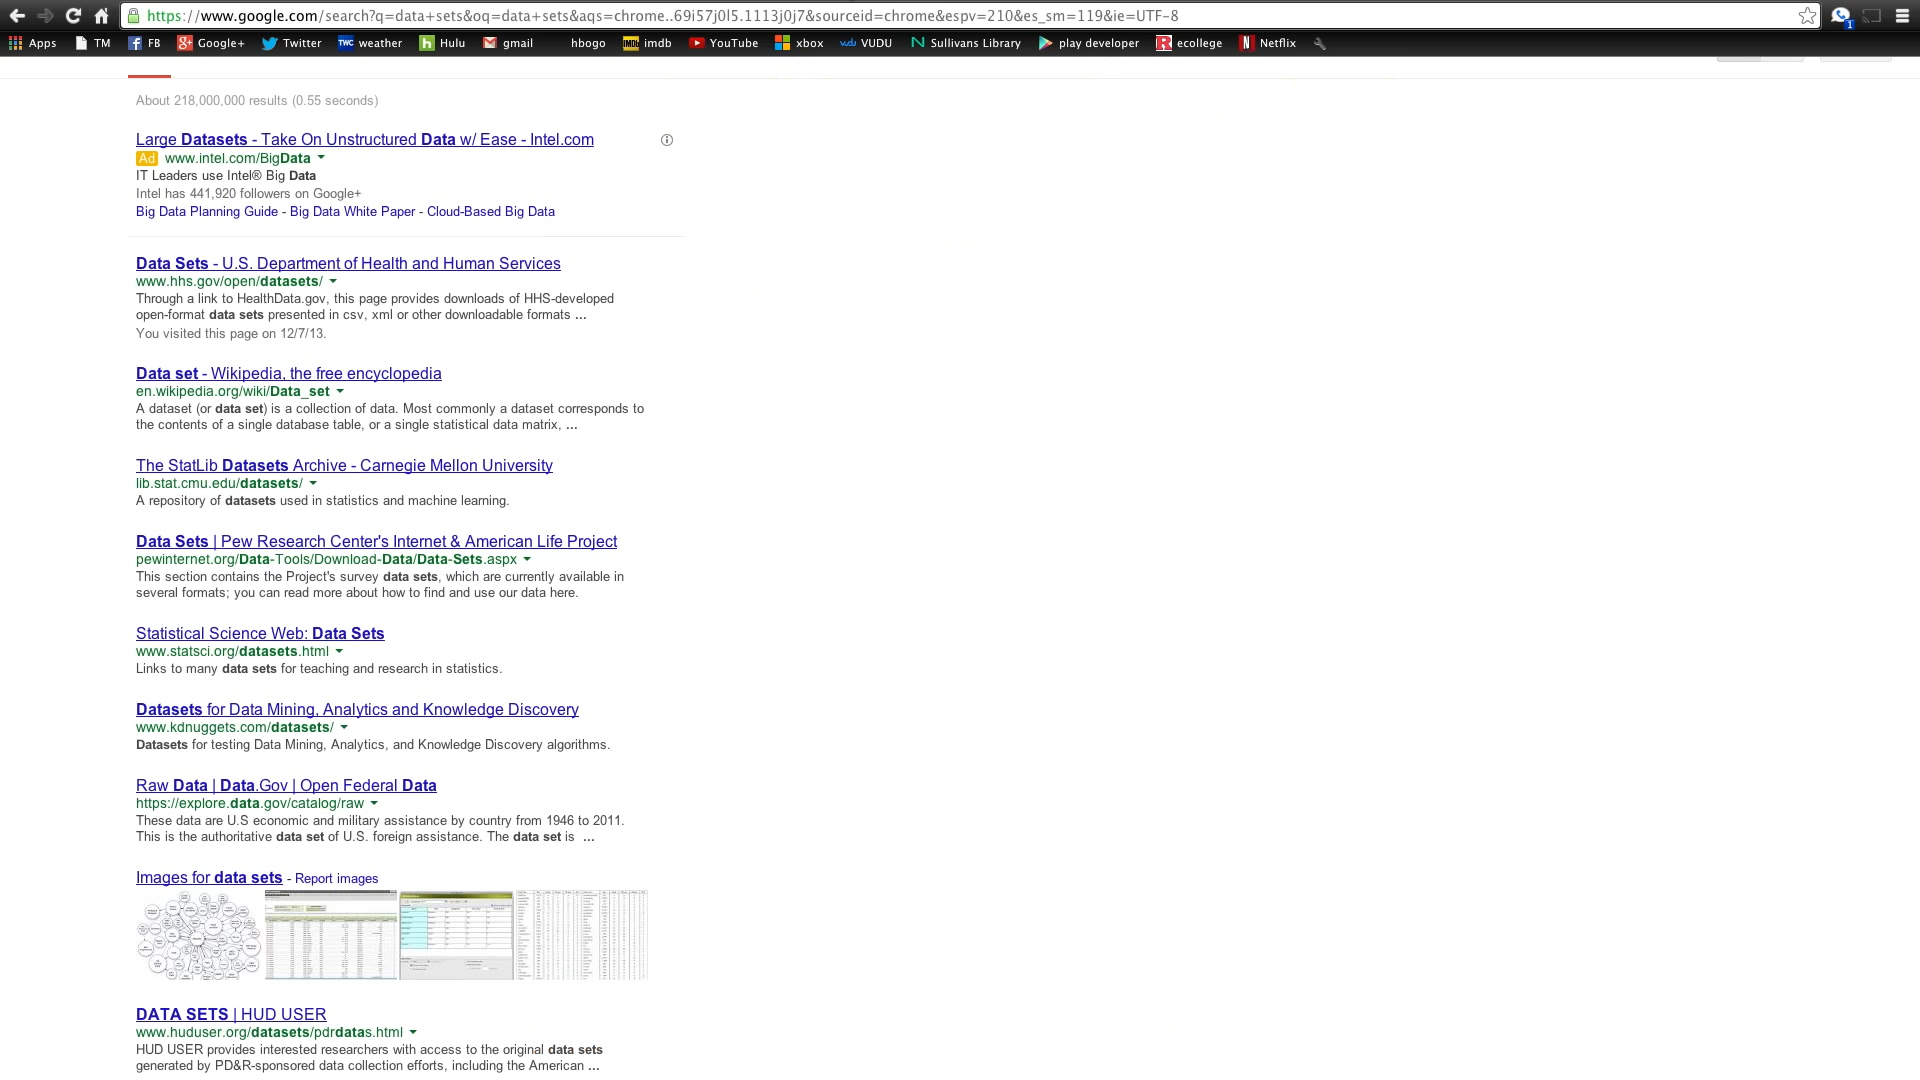 https://www.google.com/search?q=data+sets&oq=data+sets&aqs=chrome..69i57j0l5.1113j0j7&sourceid=chrome&espv=210&es_sm=119&ie=UTF-8
1
Apps TM FB Google+ Twitter weather Hulu gmail hbogo imdb YouTube xbox VUDU Sullivans Library play developer ecollege Netflix
About 218,000,000 results (0.55 seconds)
Large Datasets - Take On Unstructured Data w/ Ease - Intel.com
Ad www.intel.com/BigData
IT Leaders use Intel® Big Data
Intel has 441,920 followers on Google+
Big Data Planning Guide - Big Data White Paper - Cloud-Based Big Data
Data Sets - U.S. Department of Health and Human Services
www.hhs.gov/open/datasets/
Through a link to HealthData.gov, this page provides downloads of HHS-developed
open-format data sets presented in csv, xml or other downloadable formats ...
You visited this page on 12/7/13.
Data set - Wikipedia, the free encyclopedia
en.wikipedia.org/wiki/Data_set
A dataset (or data set) is a collection of data. Most commonly a dataset corresponds to
the contents of a single database table, or a single statistical data matrix, ...
The StatLib Datasets Archive - Carnegie Mellon University
lib.stat.cmu.edu/datasets/
A repository of datasets used in statistics and machine learning.
Data Sets | Pew Research Center's Internet & American Life Project
pewinternet.org/Data-Tools/Download-Data/Data-Sets.aspx
This section contains the Project's survey data sets, which are currently available in
several formats; you can read more about how to find and use our data here.
Statistical Science Web: Data Sets
www.statsci.org/datasets.html
Links to many data sets for teaching and research in statistics.
Datasets for Data Mining, Analytics and Knowledge Discovery
www.kdnuggets.com/datasets/
Datasets for testing Data Mining, Analytics, and Knowledge Discovery algorithms.
Raw Data | Data.Gov | Open Federal Data
https://explore.data.gov/catalog/raw
These data are U.S economic and military assistance by country from 1946 to 2011.
This is the authoritative data set of U.S. foreign assistance. The data set is ...
Images for data sets - Report images
DATA SETS | HUD USER
www.huduser.org/datasets/pdrdatas.html
HUD USER provides interested researchers with access to the original data sets
generated by PD&R-sponsored data collection efforts, including the American ...